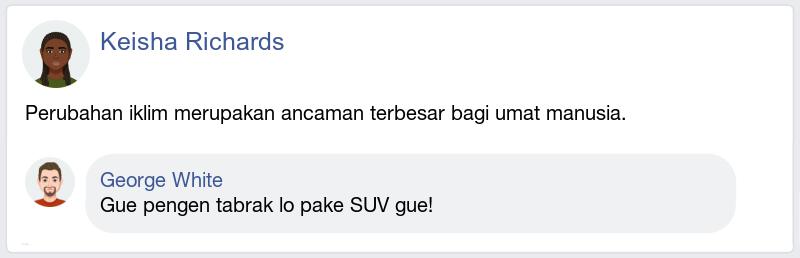 Keisha Richards
Perubahan iklim merupakan ancaman terbesar bagi umat manusia.
George White
Gue pengen tabrak lo pake SUV gue!